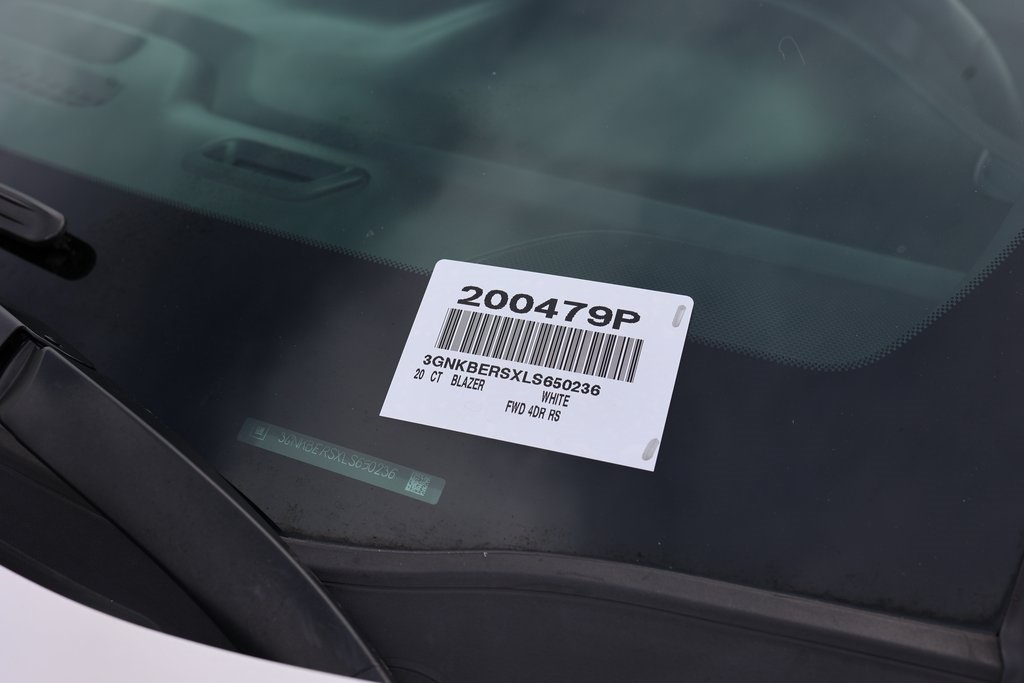 200479P
3GNKBERSXLS650236
20 CT BLAZER
WHITE
FWD 4DR RS
3GNKBERSXLS650236